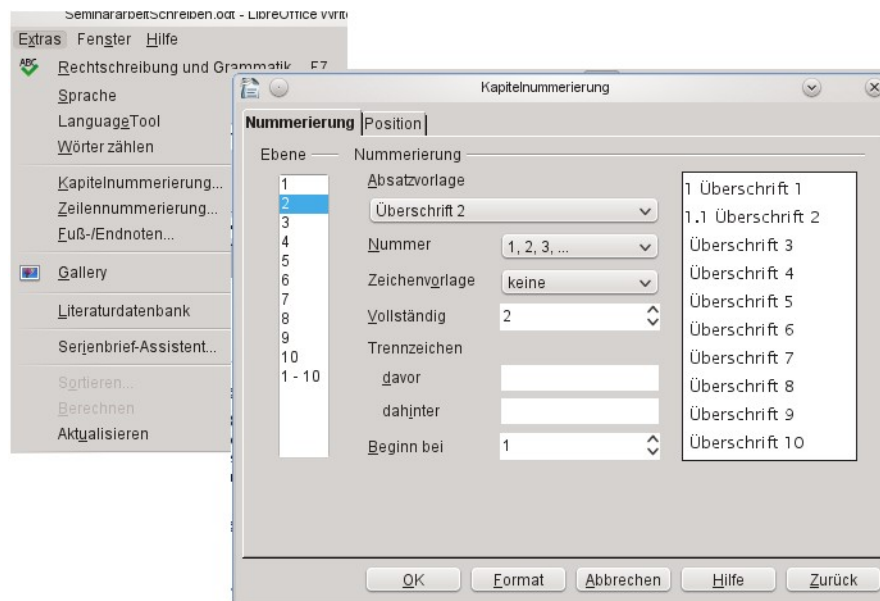 SeminararbeitSchreiben.odt - LibreOffice Write
Extras Fenster Hilfe
Rechtschreibung und Grammatik F7
Sprache
LanguageTool
Wörter zählen
Kapitelnummerierung...
Zeilennummerierung...
Fuß-/Endnoten...
Gallery
Literaturdatenbank
Serienbrief-Assistent...
Sortieren...
Berechnen
Aktualisieren
Kapitelnummerierung
Nummerierung Position
Ebene
1
2
3
4
5
6
7
8
9
10
1 - 10
Nummerierung
Absatzvorlage
Überschrift 2
Nummer 1, 2, 3, ...
Zeichenvorlage keine
Vollständig 2
Trennzeichen
davor
dahinter
Beginn bei 1
1 Überschrift 1
1.1 Überschrift 2
Überschrift 3
Überschrift 4
Überschrift 5
Überschrift 6
Überschrift 7
Überschrift 8
Überschrift 9
Überschrift 10
OK Format Abbrechen Hilfe Zurück